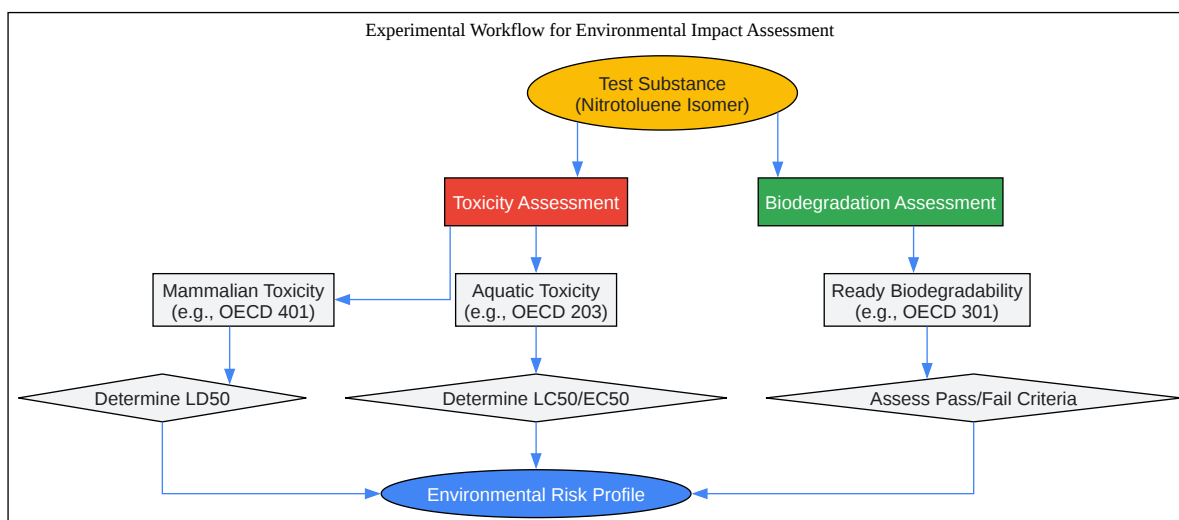 Experimental Workflow for Environmental Impact Assessment
Test Substance
(Nitrotoluene Isomer)
Toxicity Assessment
Biodegradation Assessment
Mammalian Toxicity
(e.g., OECD 401)
Aquatic Toxicity
(e.g., OECD 203)
Ready Biodegradability
(e.g., OECD 301)
Determine LD50
Determine LC50/EC50
Assess Pass/Fail Criteria
Environmental Risk Profile